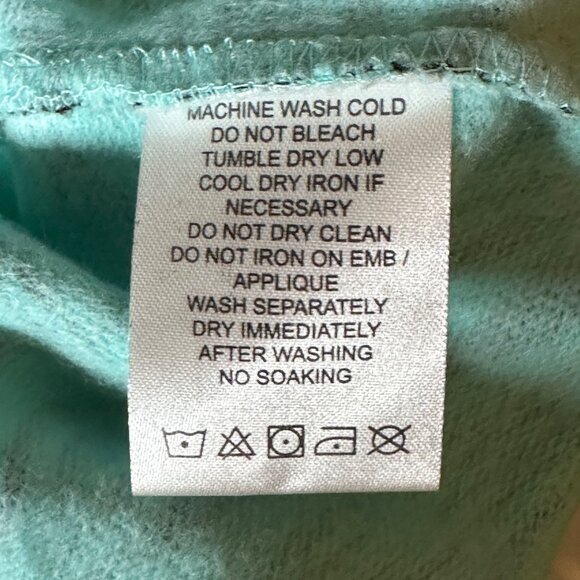 MACHINE WASH COLD
DO NOT BLEACH
TUMBLE DRY LOW
COOL DRY IRON IF
NECESSARY
DO NOT DRY CLEAN
DO NOT IRON ON EMB /
APPLIQUE
WASH SEPARATELY
DRY IMMEDIATELY
AFTER WASHING
NO SOAKING